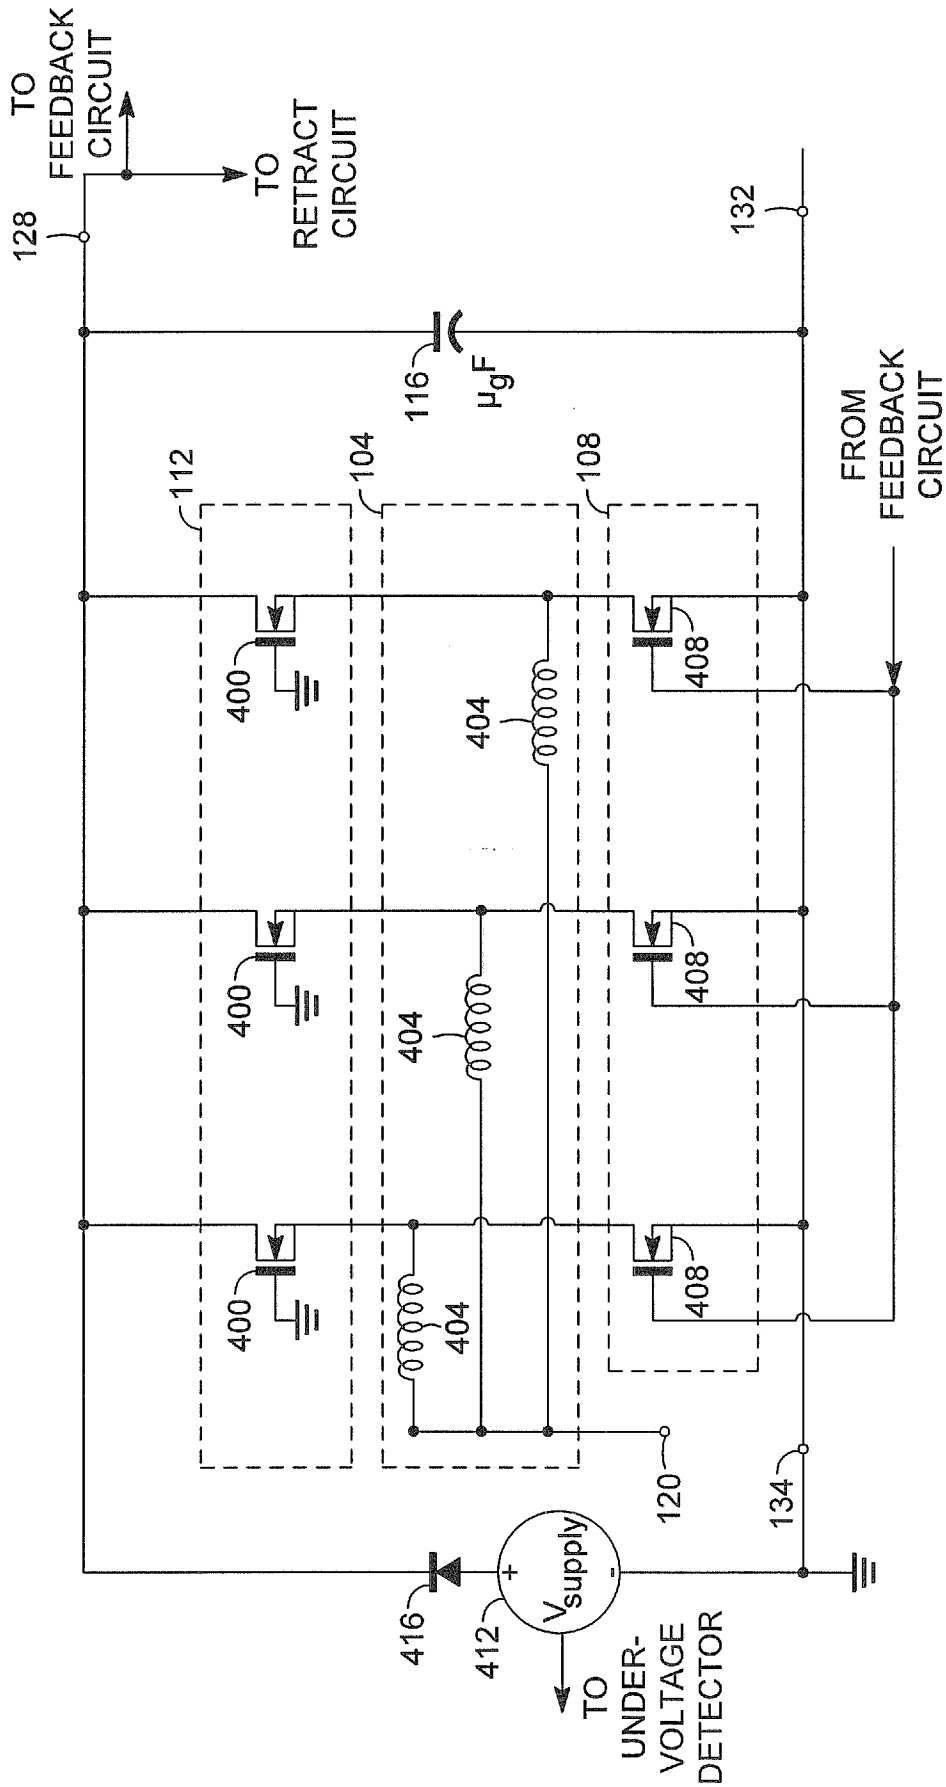 TO
FEEDBACK
CIRCUIT
128
TO
RETRACT
CIRCUIT
132
116
μgF
112
104
108
FROM
FEEDBACK
CIRCUIT
400
400
400
404
404
404
408
408
408
120
134
416
412
+
Vsupply
-
TO
UNDER-
VOLTAGE
DETECTOR